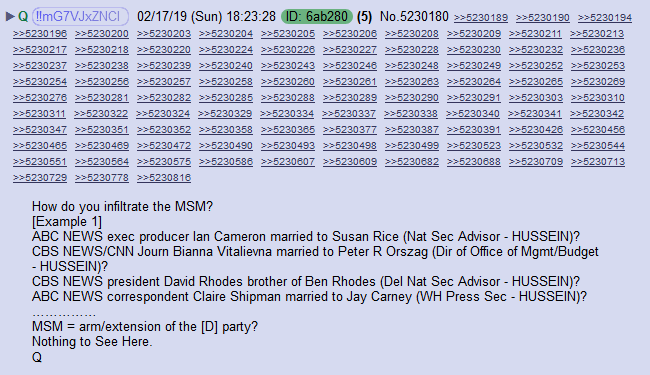 ▶ Q !!mG7VJxZNCI 02/17/19 (Sun) 18:23:28 ID: 6ab280 (5) No.5230180 >>5230189 >>5230190 >>5230194
>>5230196 >>5230200 >>5230203 >>5230204 >>5230205 >>5230206 >>5230208 >>5230209 >>5230211 >>5230213
>>5230217 >>5230218 >>5230220 >>5230224 >>5230226 >>5230227 >>5230228 >>5230230 >>5230232 >>5230236
>>5230237 >>5230238 >>5230239 >>5230240 >>5230243 >>5230246 >>5230248 >>5230249 >>5230252 >>5230253
>>5230254 >>5230256 >>5230257 >>5230258 >>5230260 >>5230261 >>5230263 >>5230264 >>5230265 >>5230269
>>5230276 >>5230281 >>5230282 >>5230285 >>5230288 >>5230289 >>5230290 >>5230291 >>5230303 >>5230310
>>5230311 >>5230322 >>5230324 >>5230329 >>5230334 >>5230337 >>5230338 >>5230340 >>5230341 >>5230342
>>5230347 >>5230351 >>5230352 >>5230358 >>5230365 >>5230377 >>5230387 >>5230391 >>5230426 >>5230456
>>5230465 >>5230469 >>5230472 >>5230490 >>5230493 >>5230498 >>5230499 >>5230523 >>5230532 >>5230544
>>5230551 >>5230564 >>5230575 >>5230586 >>5230607 >>5230609 >>5230682 >>5230688 >>5230709 >>5230713
>>5230729 >>5230778 >>5230816
How do you infiltrate the MSM?
[Example 1]
ABC NEWS exec producer Ian Cameron married to Susan Rice (Nat Sec Advisor - HUSSEIN)?
CBS NEWS/CNN Journ Bianna Vitalievna married to Peter R Orszag (Dir of Office of Mgmt/Budget
- HUSSEIN)?
CBS NEWS president David Rhodes brother of Ben Rhodes (Del Nat Sec Advisor - HUSSEIN)?
ABC NEWS correspondent Claire Shipman married to Jay Carney (WH Press Sec - HUSSEIN)?
……………
MSM = arm/extension of the [D] party?
Nothing to See Here.
Q